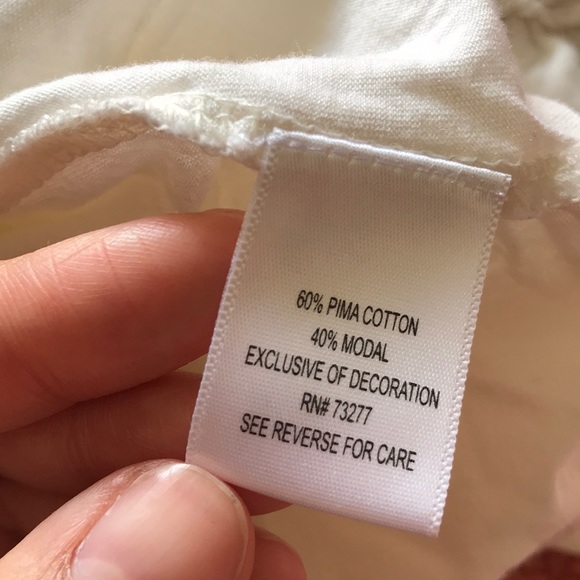 60% PIMA COTTON
40% MODAL
EXCLUSIVE OF DECORATION
RN# 73277
SEE REVERSE FOR CARE